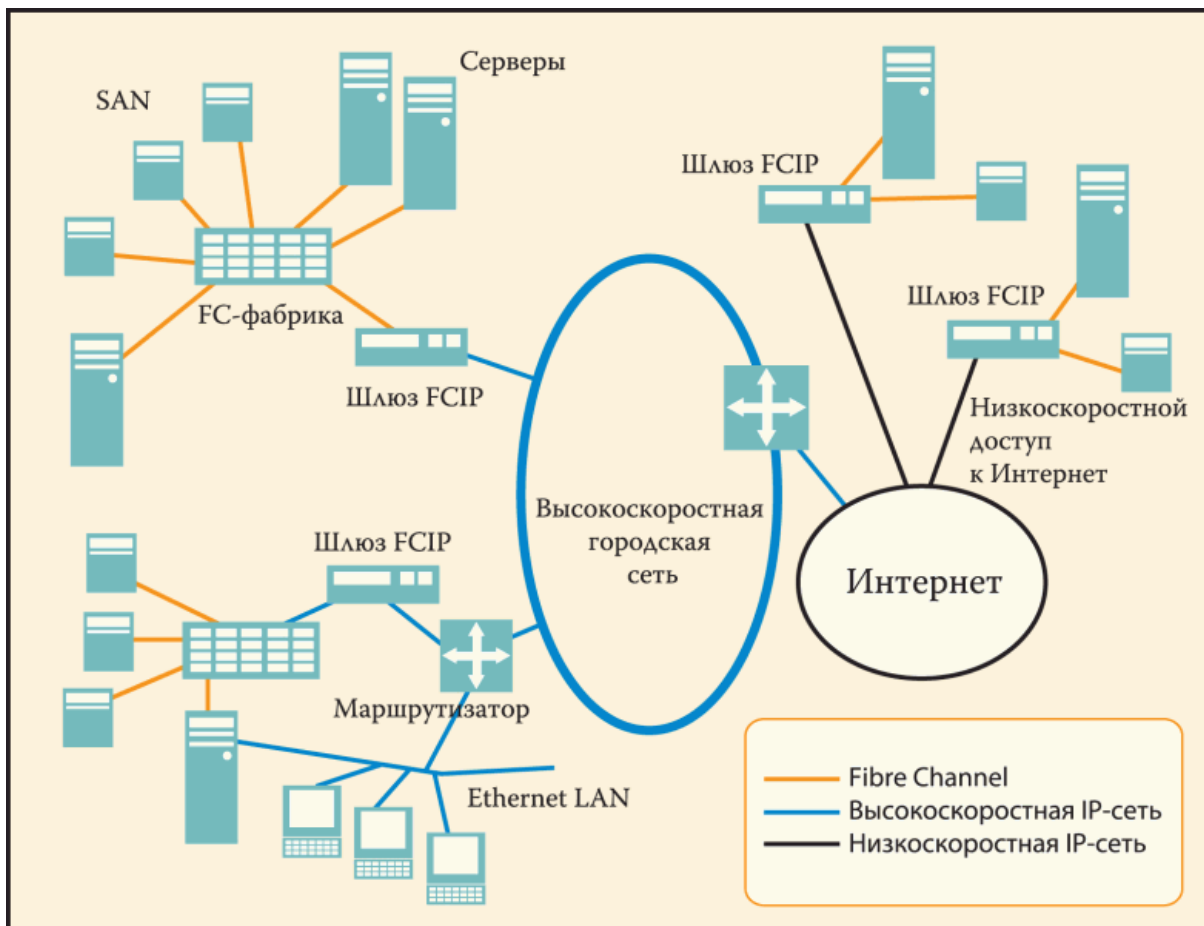 Серверы
SAN
Шлюз FCIP
FC-фабрика
Шлюз FCIP
Шлюз FCIP
Низкоскоростной
доступ
к Интернет
Высокоскоростная
городская
сеть
Шлюз FCIP
Интернет
Маршрутизатор
Ethernet LAN
Fibre Channel
Высокоскоростная IP-сеть
Низкоскоростная IP-сеть